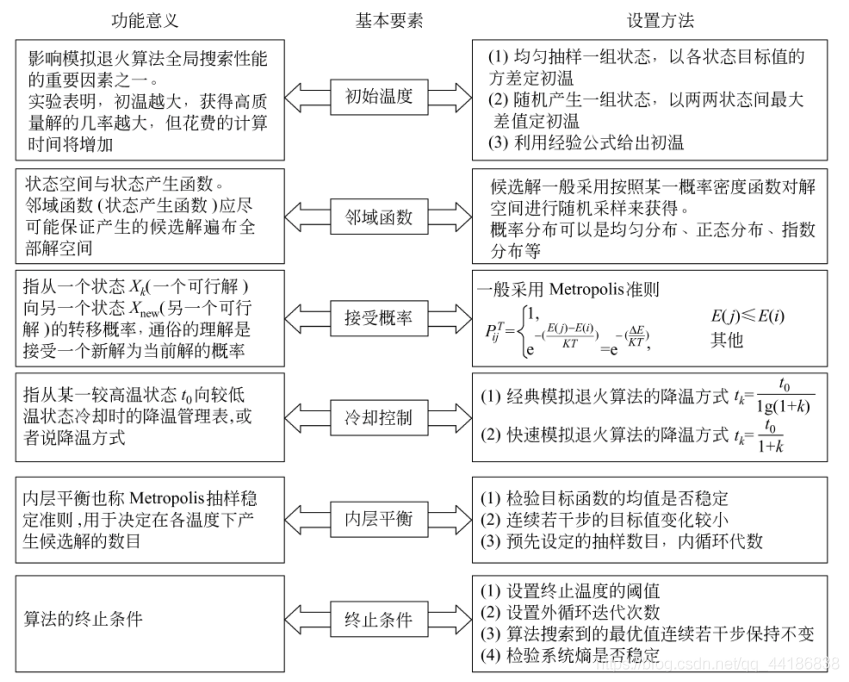 功能意义
基本要素
设置方法
影响模拟退火算法全局搜索性能
的重要因素之一。
实验表明，初温越大，获得高质
量解的几率越大，但花费的计算
时间将增加
初始温度
(1) 均匀抽样一组状态，以各状态目标值的
方差定初温
(2) 随机产生一组状态，以两两状态间最大
差值定初温
(3) 利用经验公式给出初温
状态空间与状态产生函数。
邻域函数(状态产生函数)应尽
可能保证产生的候选解遍布全
部解空间
邻域函数
候选解一般采用按照某一概率密度函数对解
空间进行随机采样来获得。
概率分布可以是均匀分布、正态分布、指数
分布等
指从一个状态 Xk(一个可行解)
向另一个状态 Xnew(另一个可行
解)的转移概率，通俗的理解是
接受一个新解为当前解的概率
接受概率
一般采用 Metropolis准则
P_ij^T={1, E(j)≤E(i)
e^-((E(j)-E(i))/KT)=e^-(ΔE/KT), 其他
指从某一较高温状态 t0向较低
温状态冷却时的降温管理表,或
者说降温方式
冷却控制
(1) 经典模拟退火算法的降温方式 tk=t0/1g(1+k)
(2) 快速模拟退火算法的降温方式 tk=t0/1+k
内层平衡也称 Metropolis抽样稳
定准则,用于决定在各温度下产
生候选解的数目
内层平衡
(1) 检验目标函数的均值是否稳定
(2) 连续若干步的目标值变化较小
(3) 预先设定的抽样数目，内循环代数
算法的终止条件
终止条件
(1) 设置终止温度的阈值
(2) 设置外循环迭代次数
(3) 算法搜索到的最优值连续若干步保持不变
(4) 检验系统熵是否稳定
https://blog.csdn.net/qq_44186838